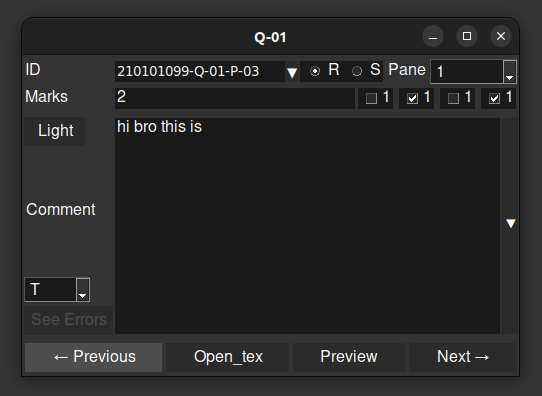 Q-01
ID 210101099-Q-01-P-03 R S Pane 1
Marks 2 1 1 1 1
Light hi bro this is
Comment
T
See Errors
← Previous Open_tex Preview Next →